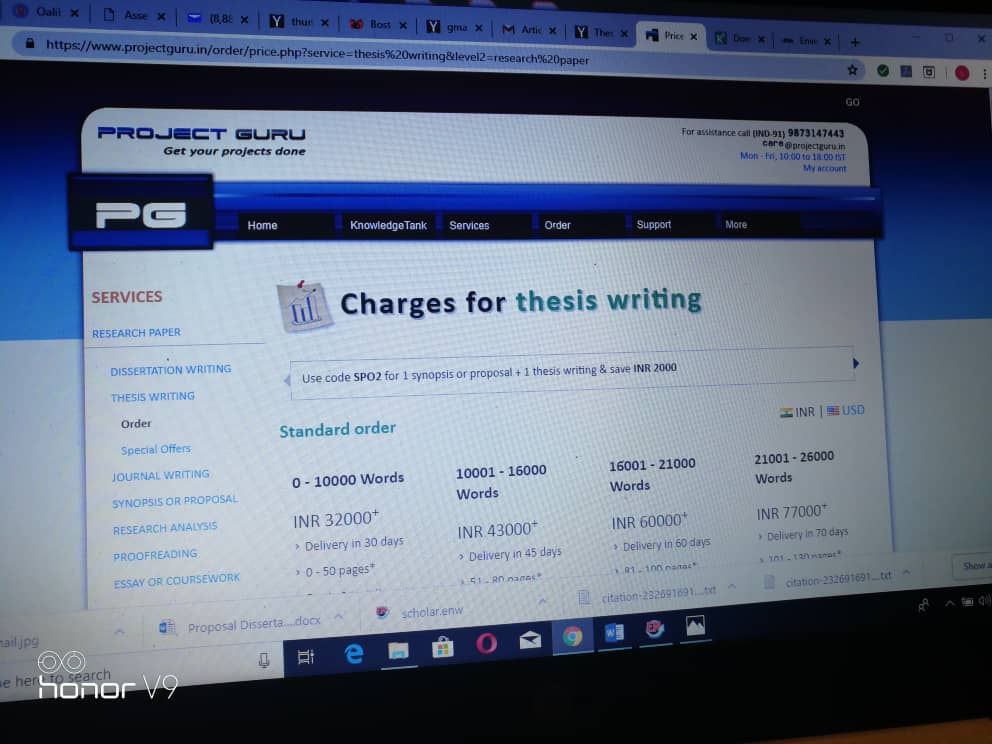 Oalil
Asse
(8,88
thun
Bost
gma
Artic
Thes
Price
Envi
https://www.projectguru.in/order/price.php?service=thesis%20writing&level2=research%20paper
GO
PROJECT GURU
Get your projects done
For assistance call (IND-91) 9873147443
care@projectguru.in
Mon - Fri, 10:00 to 18:00 IST
My account
PG
Home KnowledgeTank Services Order Support More
SERVICES
RESEARCH PAPER
DISSERTATION WRITING
THESIS WRITING
Order
Special Offers
JOURNAL WRITING
SYNOPSIS OR PROPOSAL
RESEARCH ANALYSIS
PROOFREADING
ESSAY OR COURSEWORK
Charges for thesis writing
Use code SPO2 for 1 synopsis or proposal + 1 thesis writing & save INR 2000
INR | USD
Standard order
0 - 10000 Words
INR 32000+
› Delivery in 30 days
› 0 - 50 pages*
10001 - 16000
Words
INR 43000+
› Delivery in 45 days
› 51 - 80 pages*
16001 - 21000
Words
INR 60000+
› Delivery in 60 days
› 81 - 100 pages*
21001 - 26000
Words
INR 77000+
› Delivery in 70 days
› 101 - 130 pages*
ail.jpg
Proposal Disserta....docx
scholar.enw
citation-232691691....txt
citation-232691691....txt
Show a
e here to search
honor V9